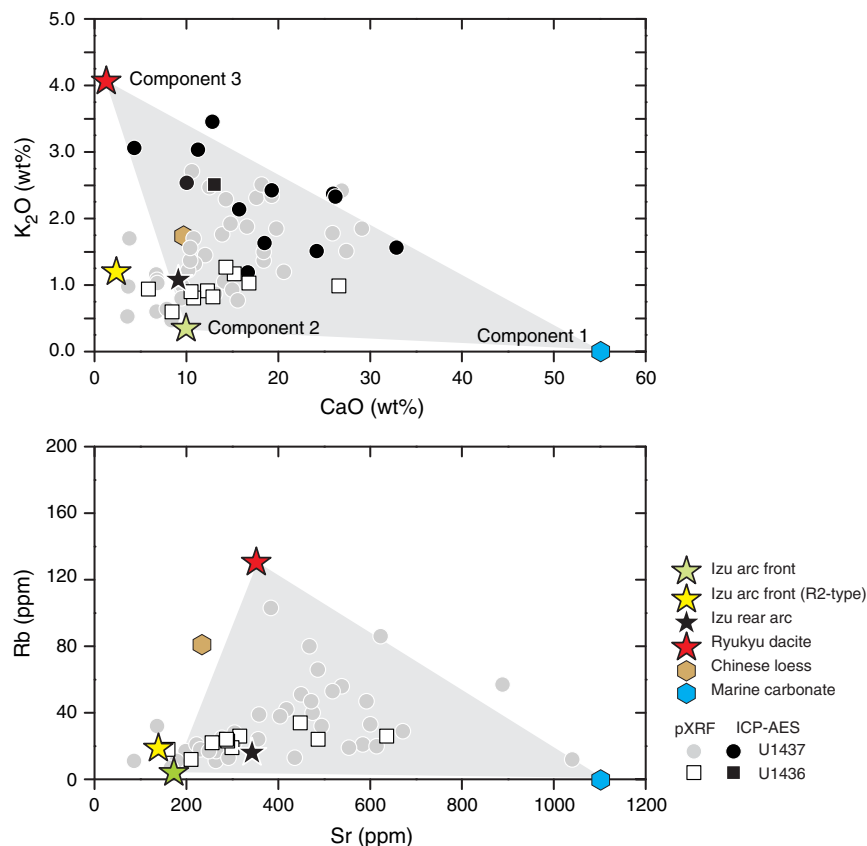 5.0
4.0
3.0
2.0
1.0
0.0
K2O (wt%)
Component 3
Component 2
Component 1
0 10 20 30 40 50 60
CaO (wt%)
200
160
120
80
40
0
Rb (ppm)
0 200 400 600 800 1000 1200
Sr (ppm)
Izu arc front
Izu arc front (R2-type)
Izu rear arc
Ryukyu dacite
Chinese loess
Marine carbonate
pXRF ICP-AES
U1437
U1436